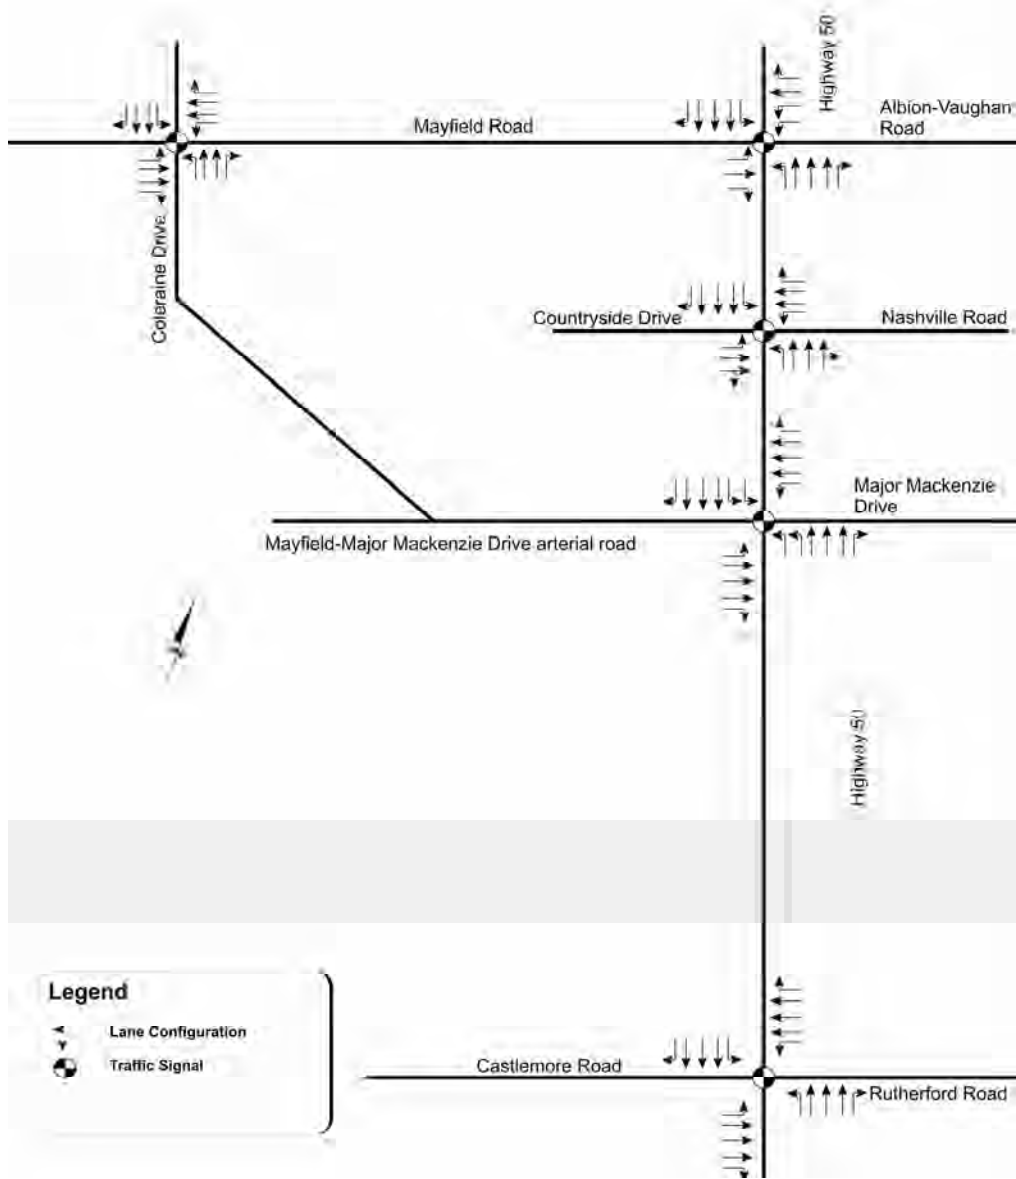 Highway 50
Albion-Vaughan
Road
Mayfield Road
Coleraine Drive
Countryside Drive
Nashville Road
Major Mackenzie
Drive
Mayfield-Major Mackenzie Drive arterial road
Highway 50
Legend
Lane Configuration
Traffic Signal
Castlemore Road
Rutherford Road